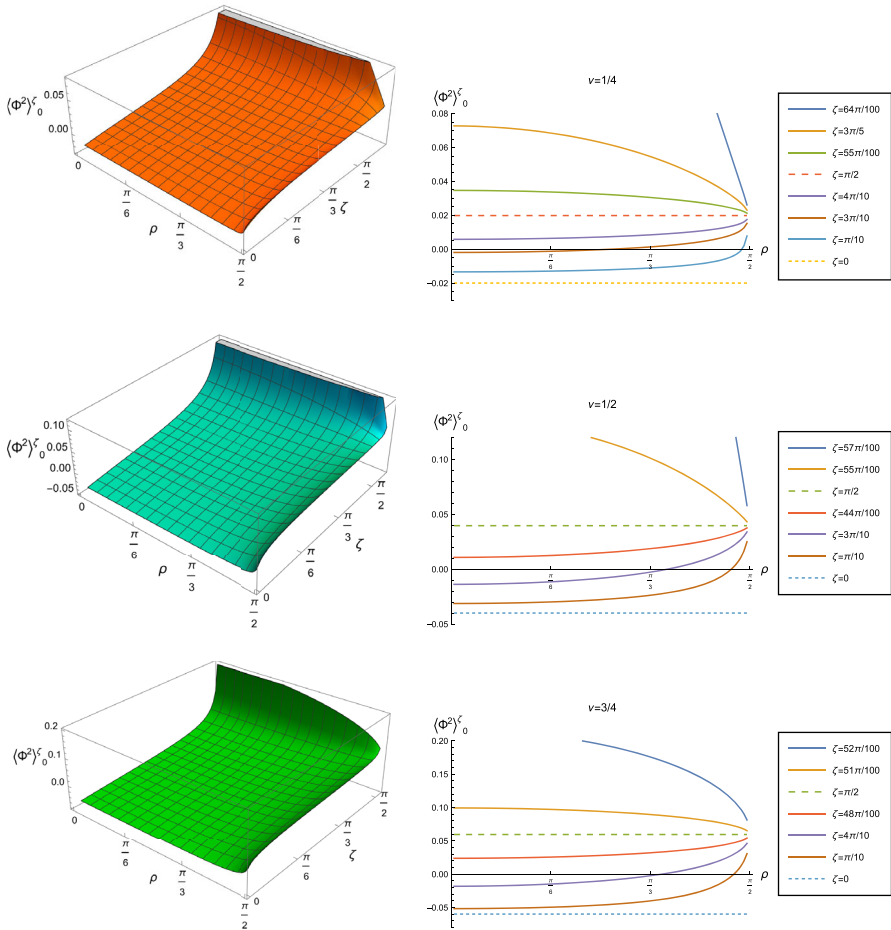 ⟨Φ²⟩^ζ_0
0.05
0.00
0
π/6
π/3
π/2
ρ
0
π/6
π/3
π/2
ζ
ν=1/4
⟨Φ²⟩^ζ_0
0.08
0.06
0.04
0.02
0.00
-0.02
π/6
π/3
π/2
ρ
ζ=64π/100
ζ=3π/5
ζ=55π/100
ζ=π/2
ζ=4π/10
ζ=3π/10
ζ=π/10
ζ=0
⟨Φ²⟩^ζ_0
0.10
0.05
0.00
-0.05
0
π/6
π/3
π/2
ρ
0
π/6
π/3
π/2
ζ
ν=1/2
⟨Φ²⟩^ζ_0
0.10
0.05
0.00
-0.05
π/6
π/3
π/2
ρ
ζ=57π/100
ζ=55π/100
ζ=π/2
ζ=44π/100
ζ=3π/10
ζ=π/10
ζ=0
⟨Φ²⟩^ζ_0
0.2
0.1
0.0
0
π/6
π/3
π/2
ρ
0
π/6
π/3
π/2
ζ
ν=3/4
⟨Φ²⟩^ζ_0
0.20
0.15
0.10
0.05
0.00
-0.05
π/6
π/3
π/2
ρ
ζ=52π/100
ζ=51π/100
ζ=π/2
ζ=48π/100
ζ=4π/10
ζ=π/10
ζ=0